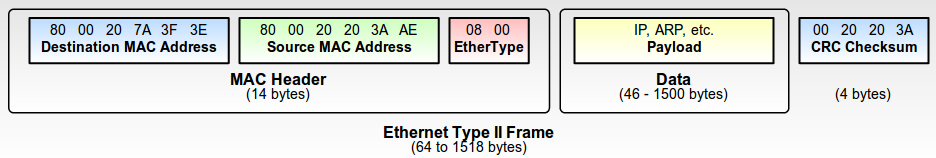 80 00 20 7A 3F 3E
Destination MAC Address
80 00 20 20 3A AE
Source MAC Address
08 00
EtherType
IP, ARP, etc.
Payload
00 20 20 3A
CRC Checksum
MAC Header
(14 bytes)
Data
(46 - 1500 bytes)
(4 bytes)
Ethernet Type II Frame
(64 to 1518 bytes)